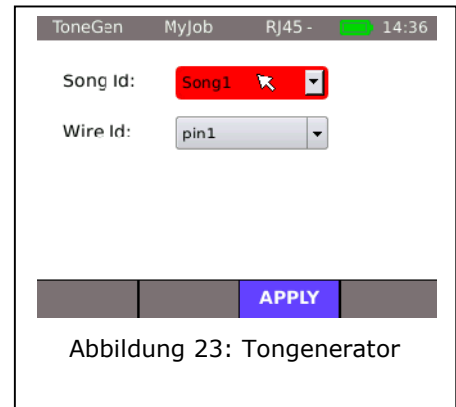 ToneGen MyJob RJ45 - 14:36
Song Id: Song1
Wire Id: pin1
APPLY
Abbildung 23: Tongenerator